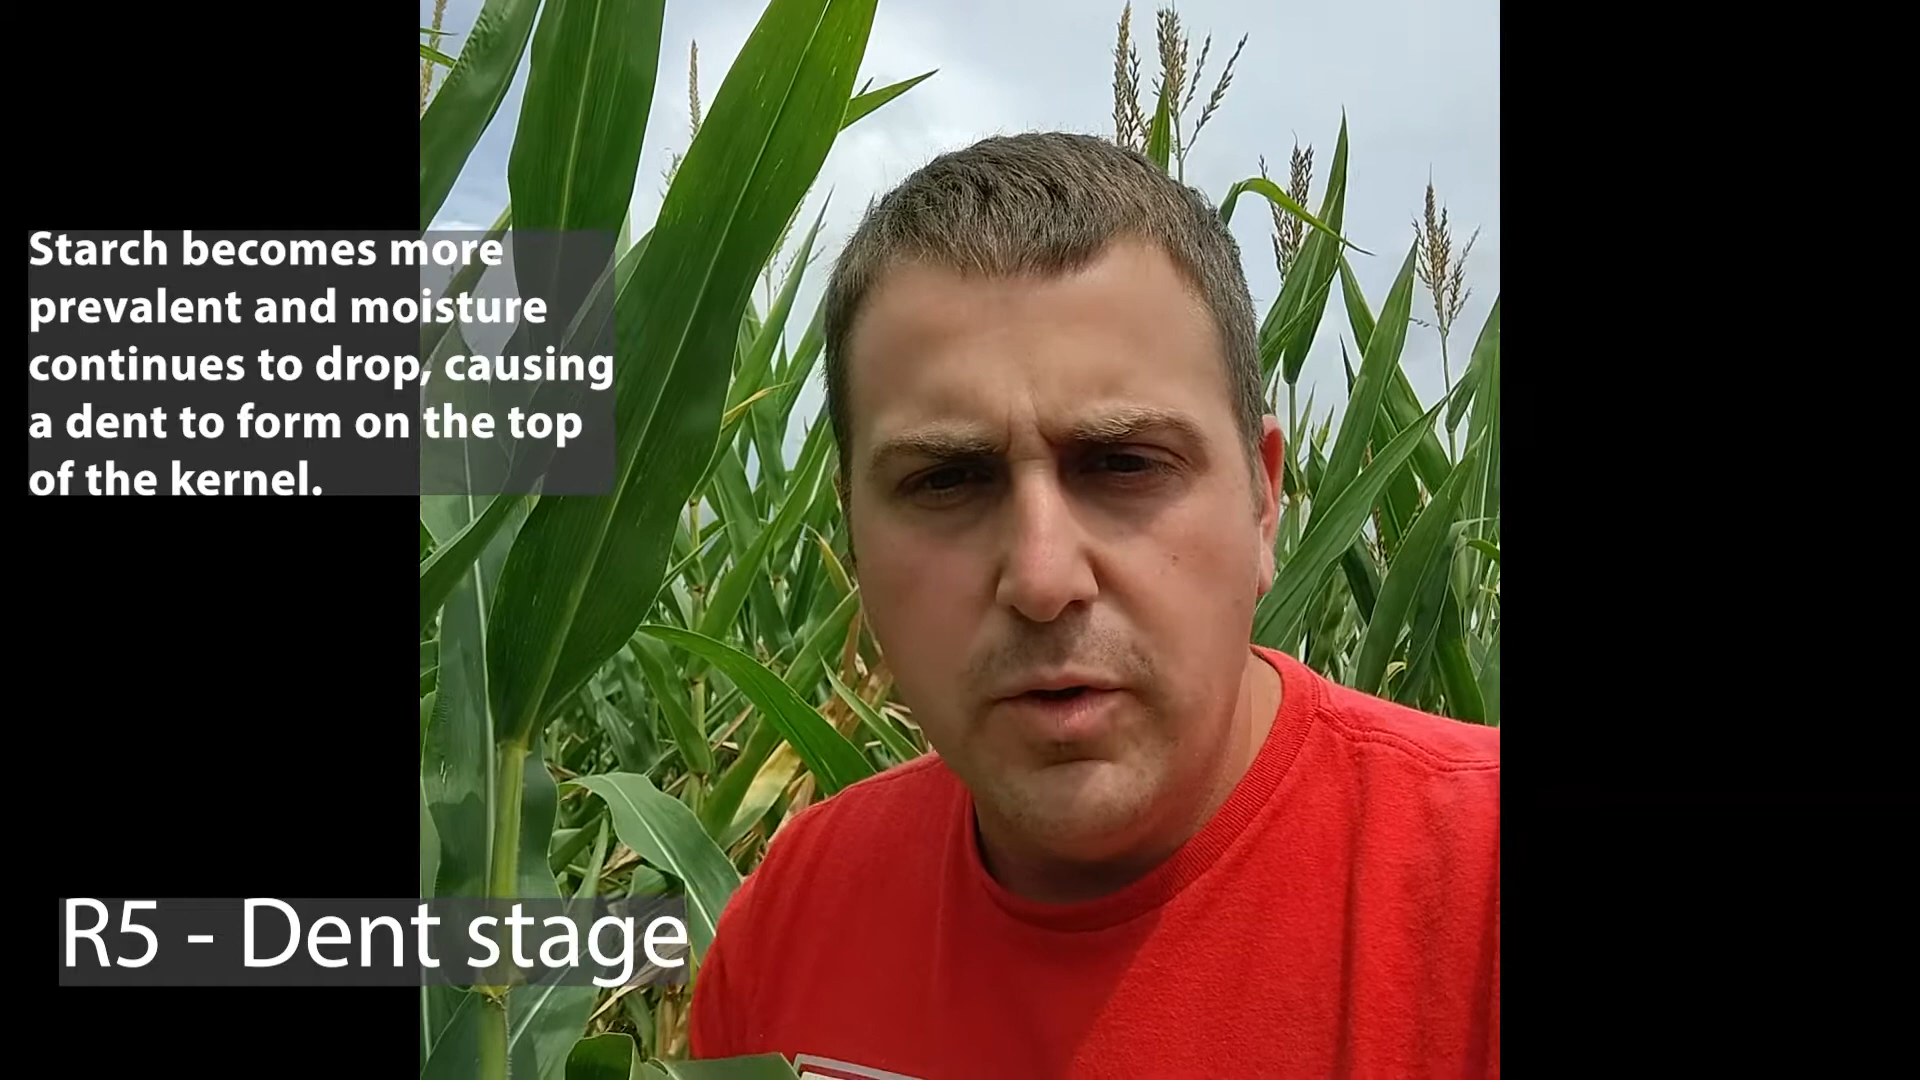 Starch becomes more
prevalent and moisture
continues to drop, causing
a dent to form on the top
of the kernel.
R5 - Dent stage